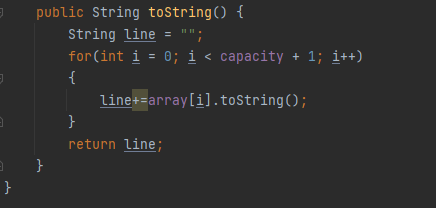 public String toString() {
String line = "";
for(int i = 0; i < capacity + 1; i++)
{
line+=array[i].toString();
}
return line;
}
}